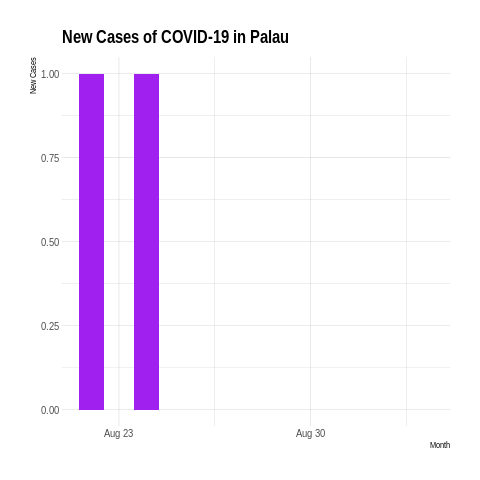 New Cases of COVID-19 in Palau
New Cases
1.00
0.75
0.50
0.25
0.00
Aug 23
Aug 30
Month